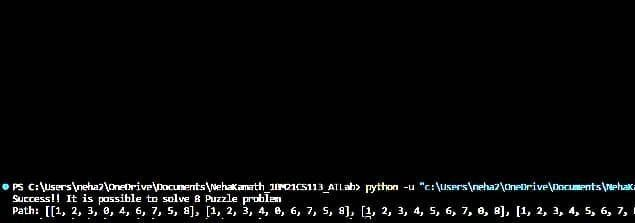 PS C:\Users\neha2\OneDrive\Documents\NehaKamath_1BM21CS113_AILab> python -u "c:\Users\neha2\OneDrive\Documents\NehaKa
Success!! It is possible to solve 8 Puzzle problem
Path: [[1, 2, 3, 0, 4, 6, 7, 5, 8], [1, 2, 3, 4, 0, 6, 7, 5, 8], [1, 2, 3, 4, 5, 6, 7, 0, 8], [1, 2, 3, 4, 5, 6, 7,